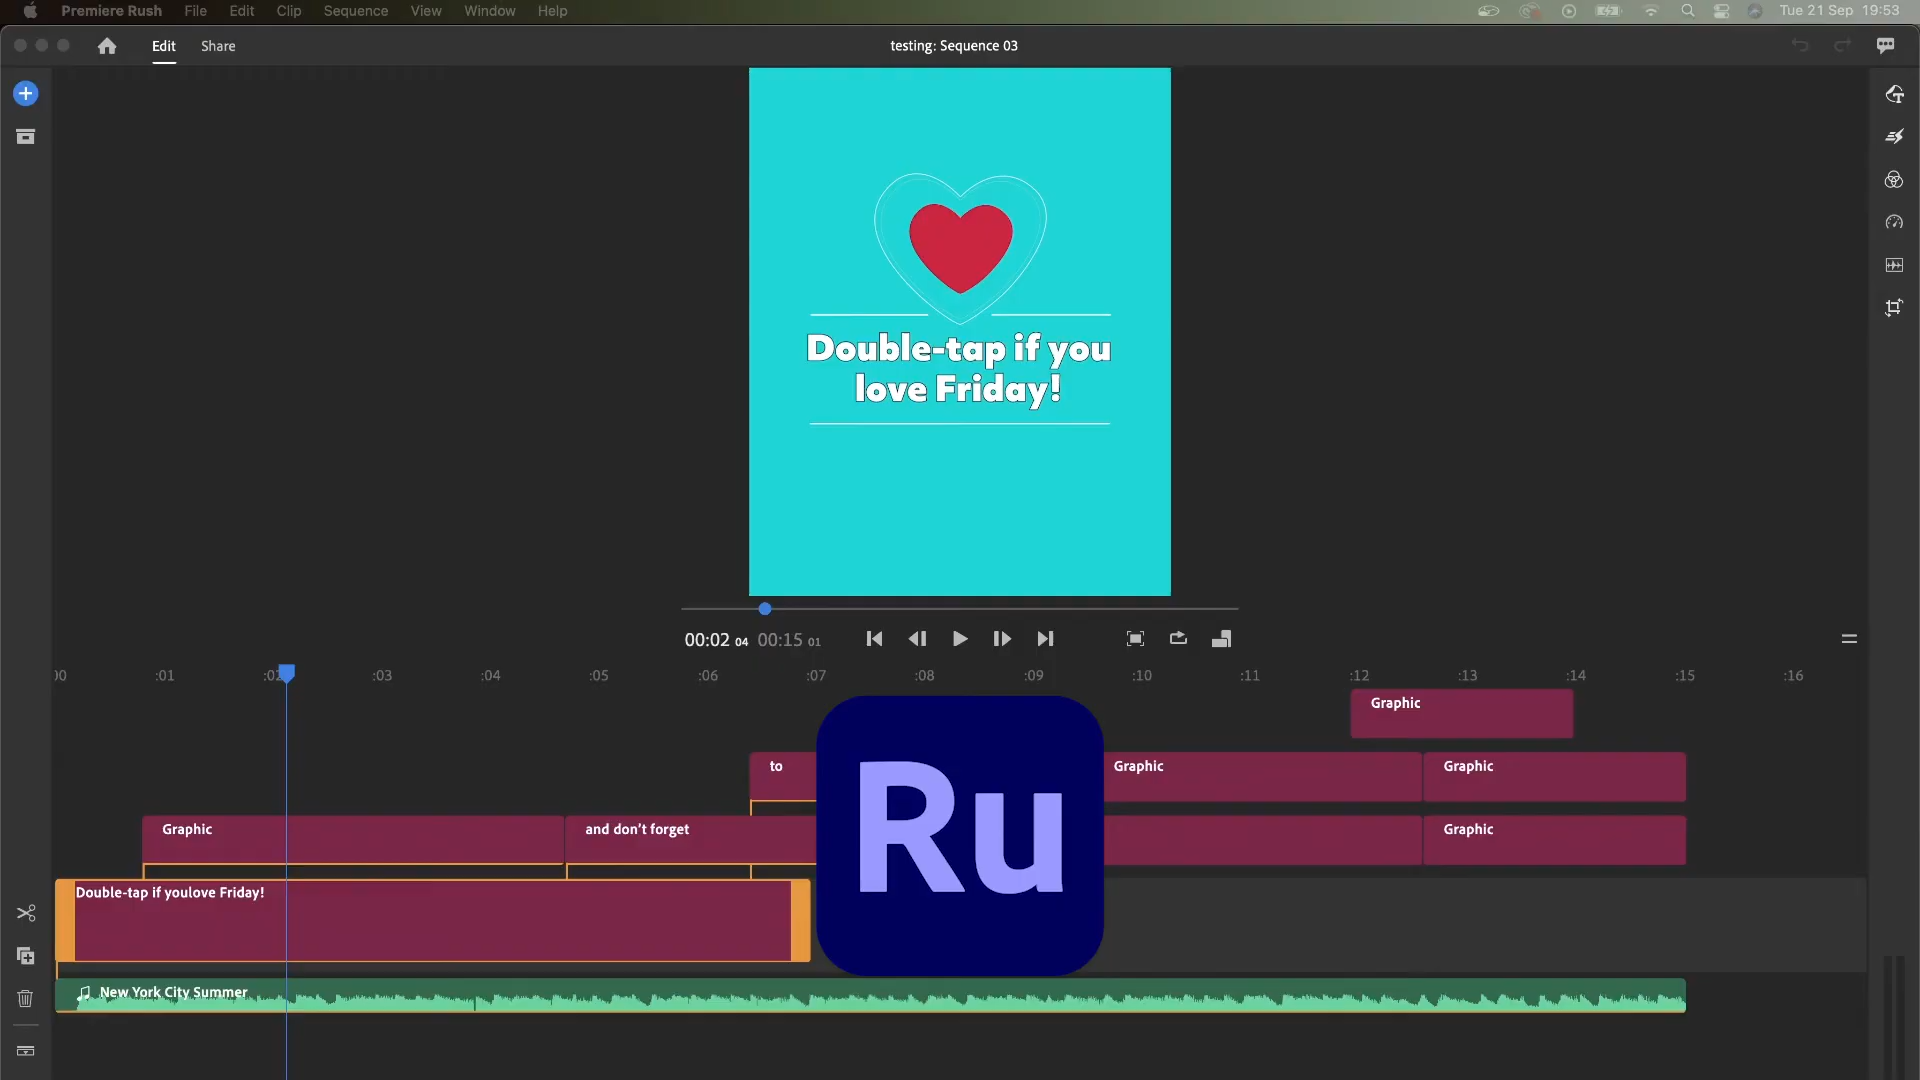 Premiere Rush File Edit Clip Sequence View Window Help Tue 21 Sep 19:53
Edit Share testing: Sequence 03
Double-tap if you
love Friday!
00:02 04 00:15 01
:01 :03 :04 :05 :06 :07 :08 :09 :10 :11 :12 :13 :14 :15 :16
Graphic
to Graphic Graphic
Graphic and don't forget Graphic
Double-tap if youlove Friday!
New York City Summer
Ru